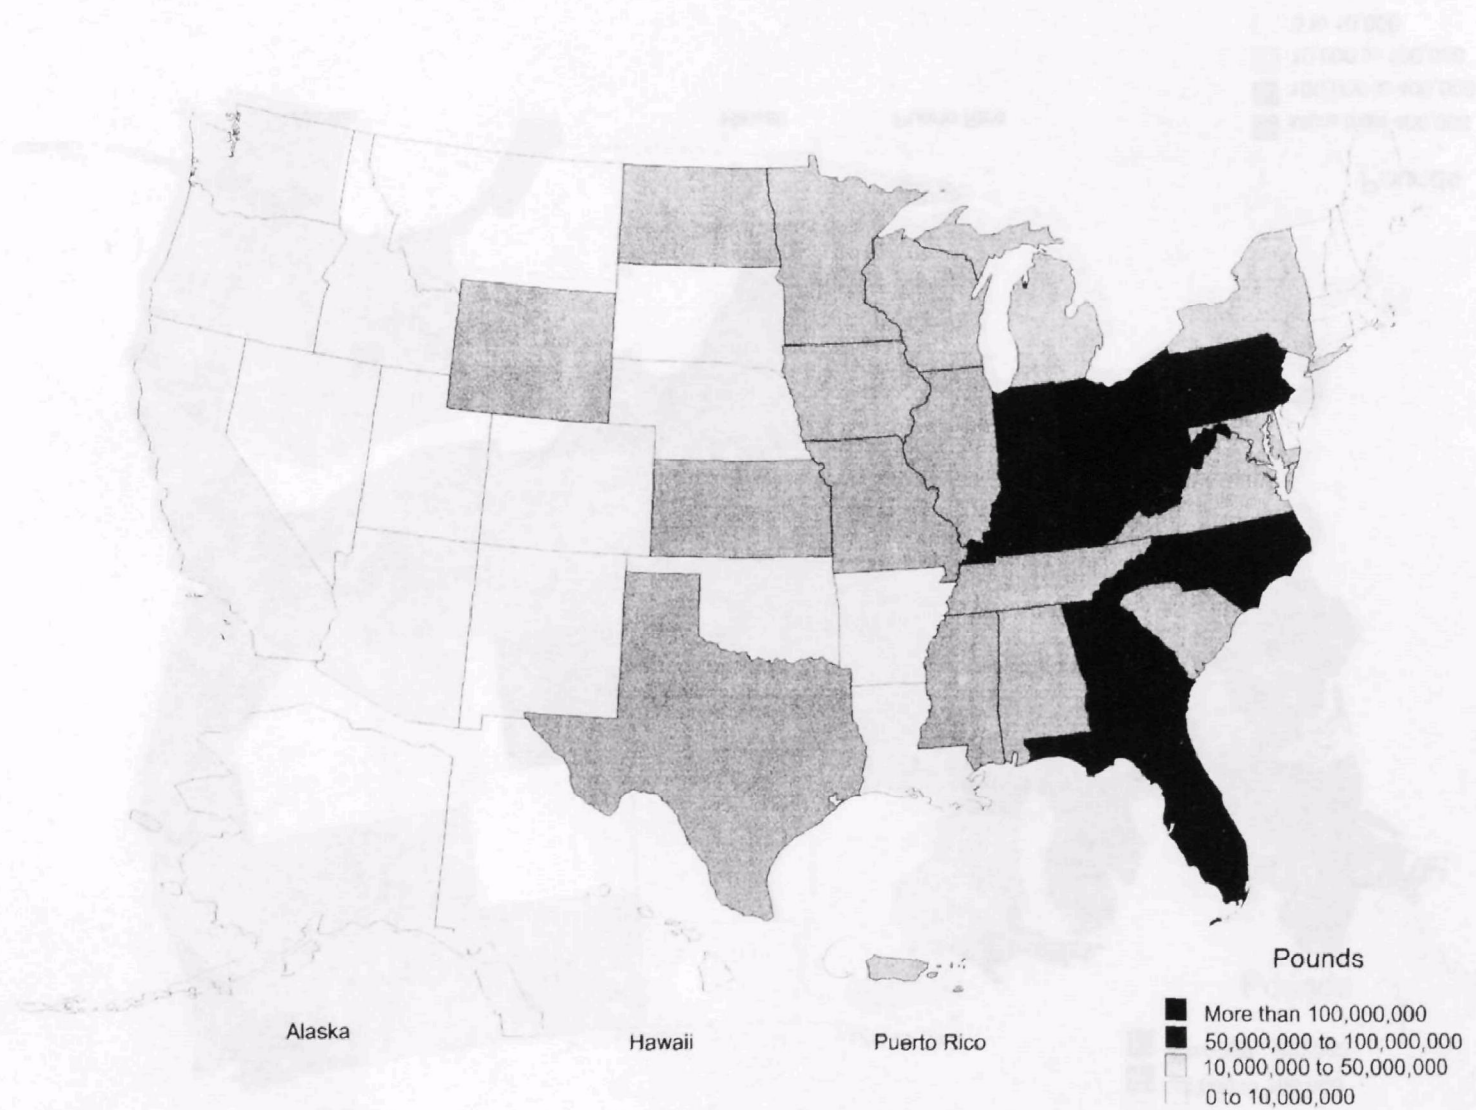 Pounds
More than 100,000,000
50,000,000 to 100,000,000
10,000,000 to 50,000,000
0 to 10,000,000
Alaska
Hawaii
Puerto Rico